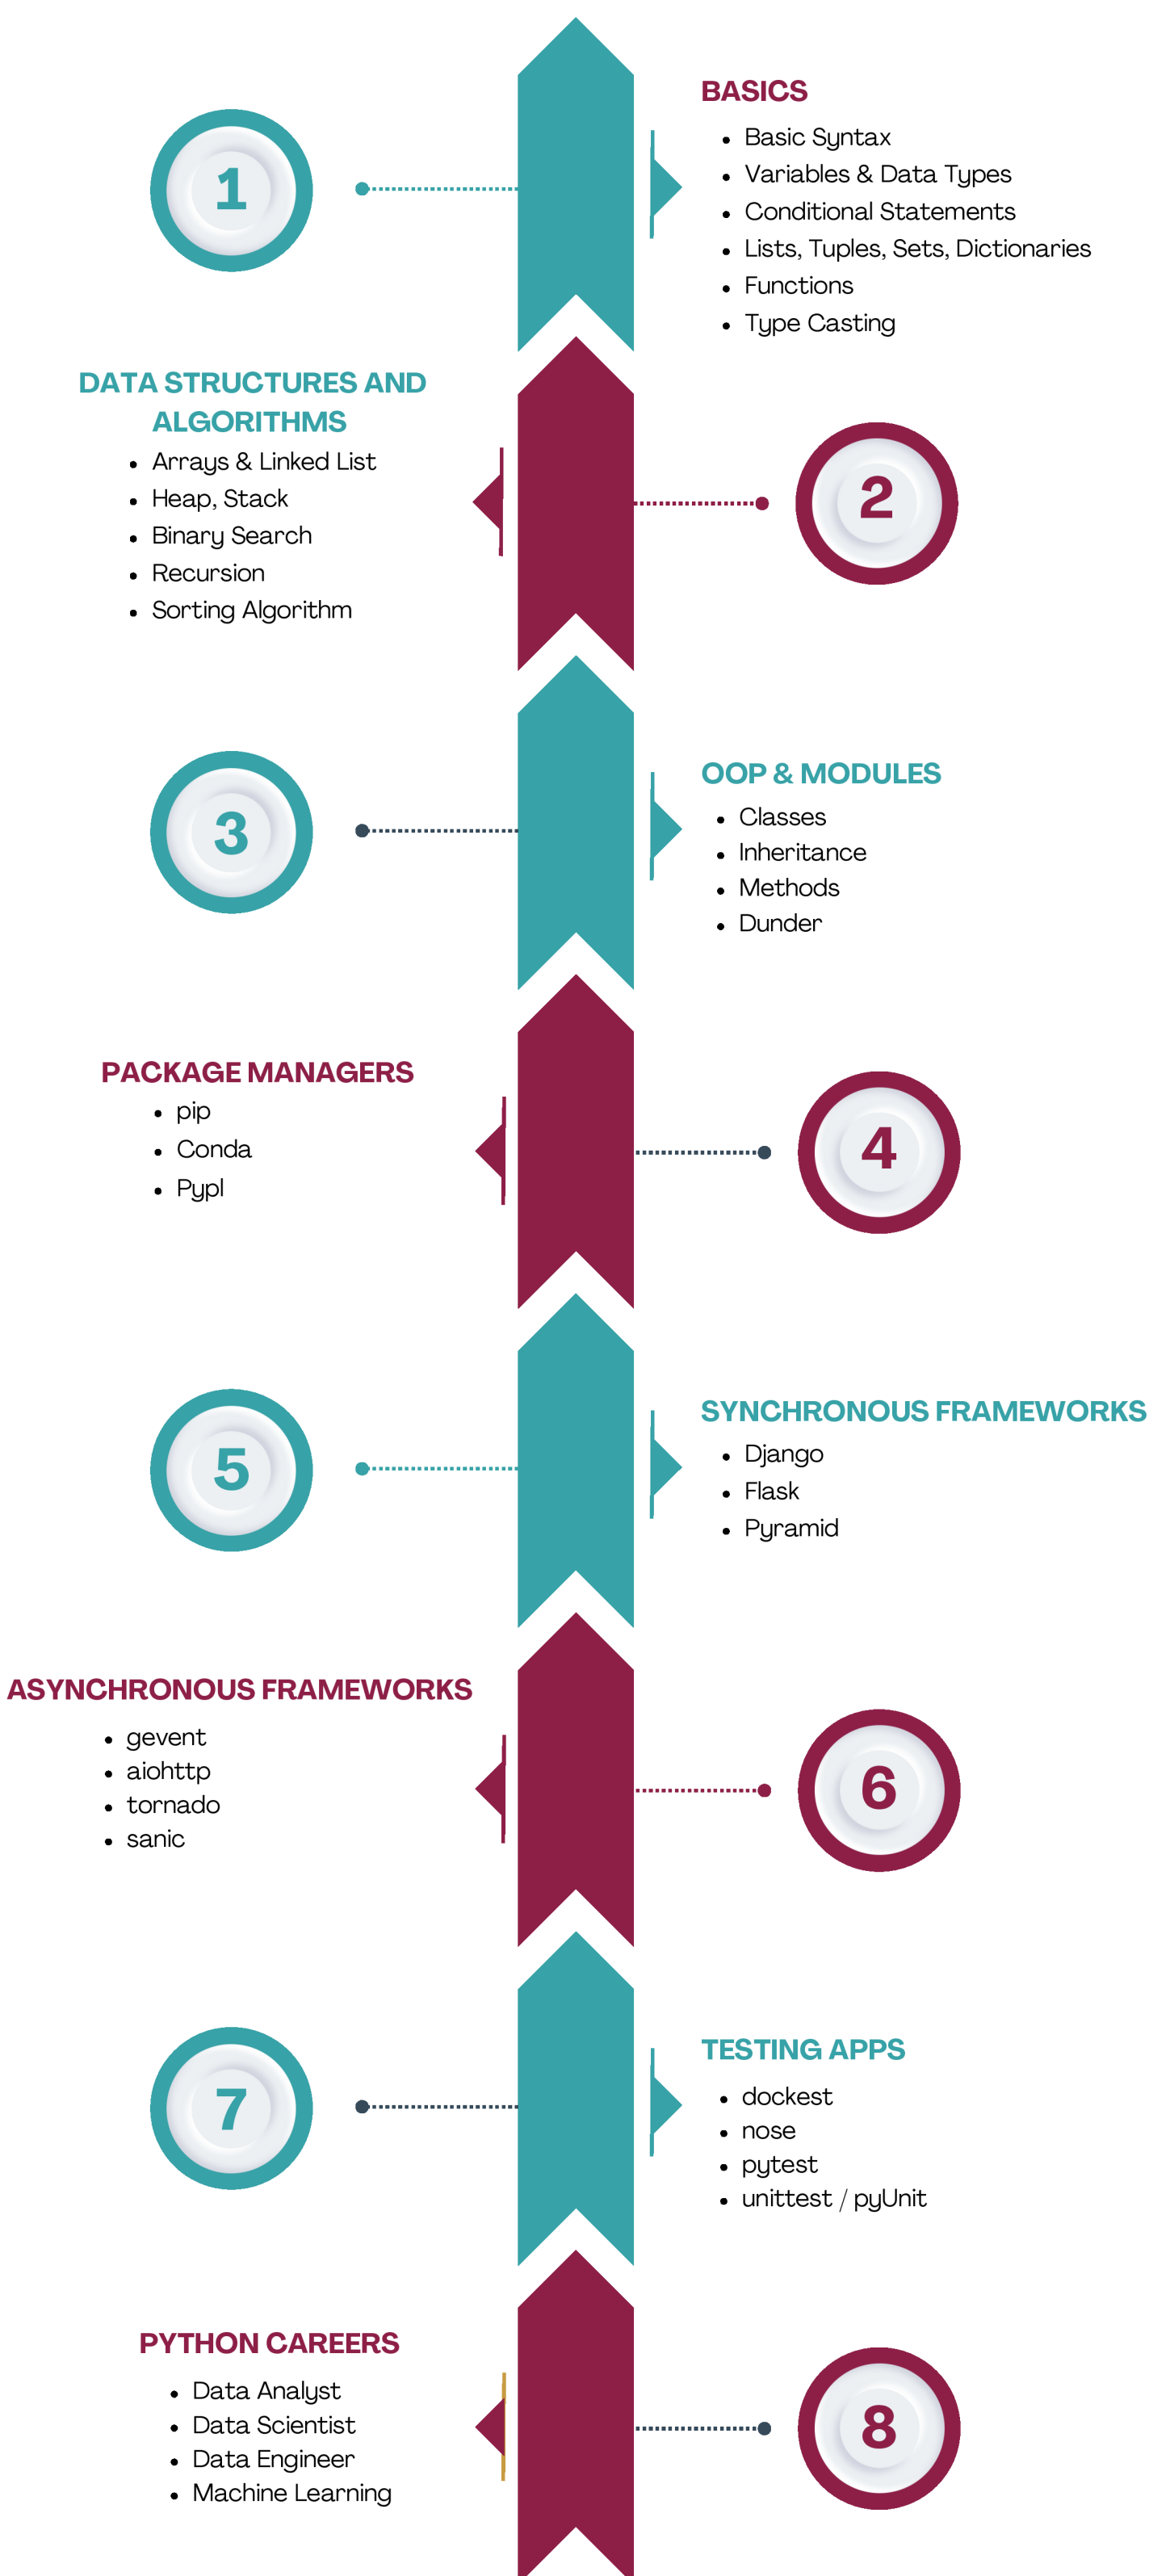 1
BASICS
Basic Syntax
Variables & Data Types
Conditional Statements
Lists, Tuples, Sets, Dictionaries
Functions
Type Casting
DATA STRUCTURES AND
ALGORITHMS
Arrays & Linked List
Heap, Stack
Binary Search
Recursion
Sorting Algorithm
2
3
OOP & MODULES
Classes
Inheritance
Methods
Dunder
PACKAGE MANAGERS
pip
Conda
PypI
4
5
SYNCHRONOUS FRAMEWORKS
Django
Flask
Pyramid
ASYNCHRONOUS FRAMEWORKS
gevent
aiohttp
tornado
sanic
6
7
TESTING APPS
dockest
nose
pytest
unittest / pyUnit
PYTHON CAREERS
Data Analyst
Data Scientist
Data Engineer
Machine Learning
8